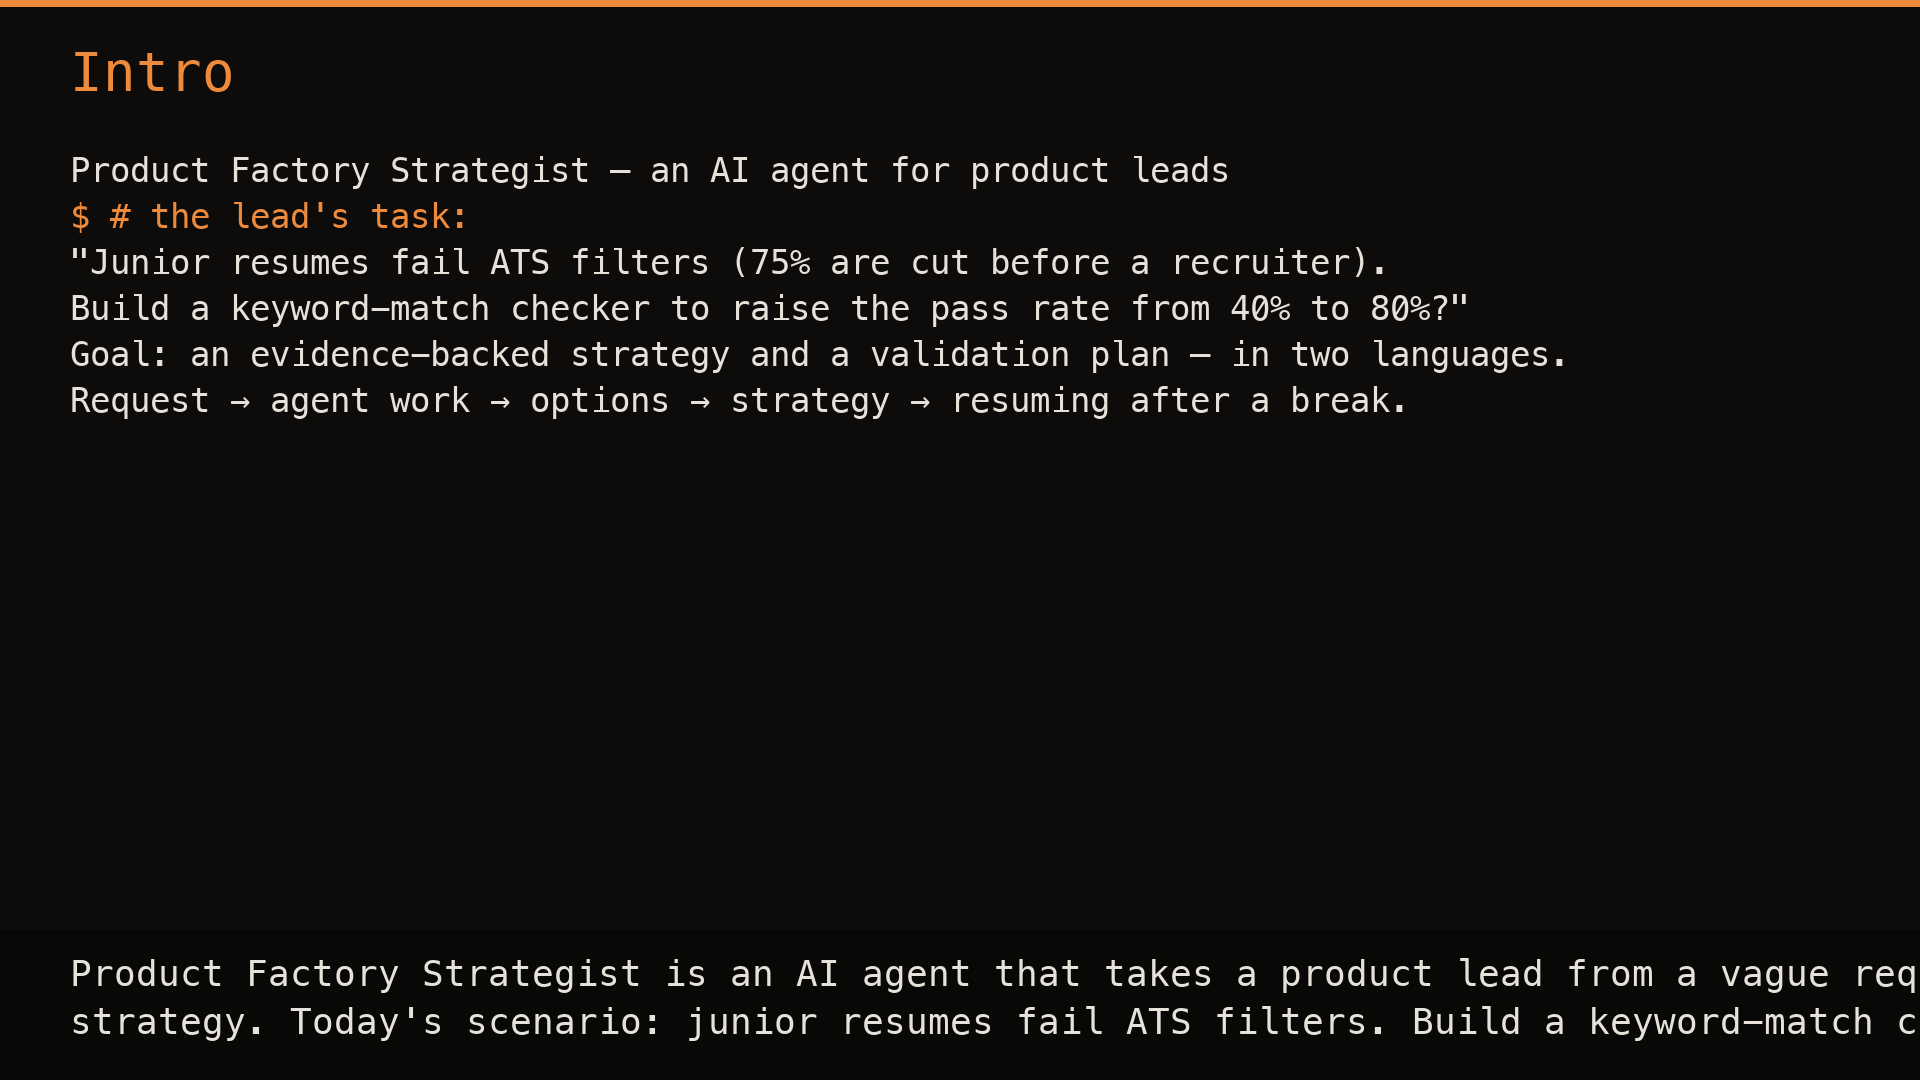 Intro
Product Factory Strategist — an AI agent for product leads
$ # the lead's task:
"Junior resumes fail ATS filters (75% are cut before a recruiter).
Build a keyword-match checker to raise the pass rate from 40% to 80%?"
Goal: an evidence-backed strategy and a validation plan — in two languages.
Request → agent work → options → strategy → resuming after a break.
Product Factory Strategist is an AI agent that takes a product lead from a vague req
strategy. Today's scenario: junior resumes fail ATS filters. Build a keyword-match c